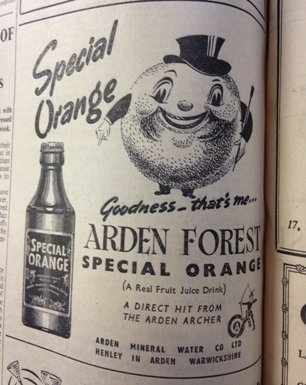 Special
Orange
SPECIAL
ORANGE
Goodness - that's me...
ARDEN FOREST
SPECIAL ORANGE
(A Real Fruit Juice Drink)
A DIRECT HIT FROM
THE ARDEN ARCHER
ARDEN MINERAL WATER CO LTD
HENLEY IN ARDEN WARWICKSHIRE
OF
17,